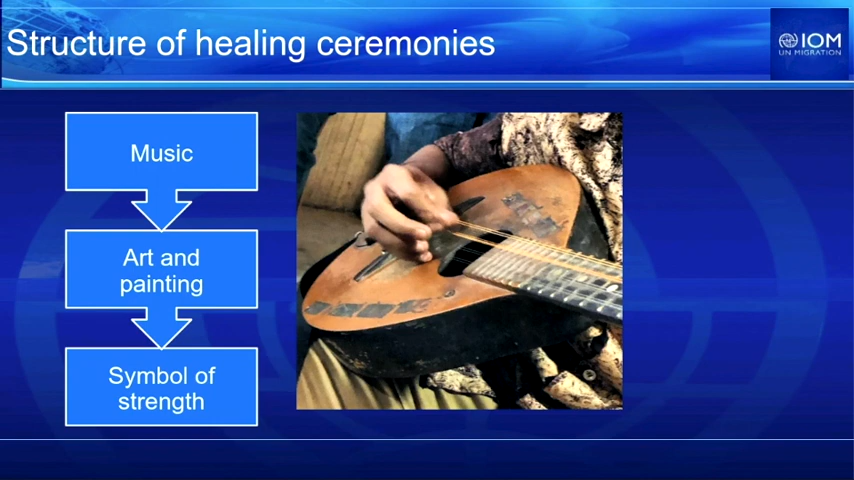 Structure of healing ceremonies
IOM
UN MIGRATION
Music
Art and
painting
Symbol of
strength